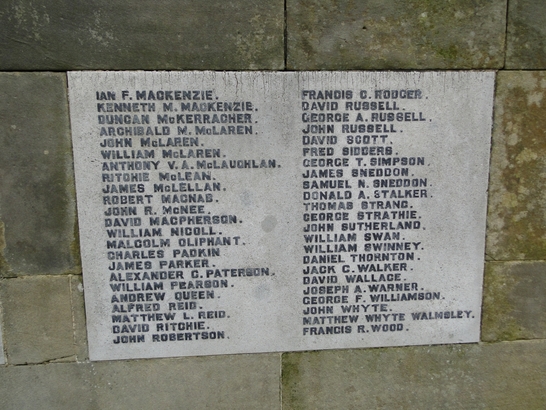 IAN F. MACKENZIE.
KENNETH M. MACKENZIE.
DUNCAN McKERRACHER.
ARCHIBALD M. McLAREN.
JOHN McLAREN.
WILLIAM McLAREN.
ANTHONY V. A. McLAUCHLAN.
RITCHIE McLEAN.
JAMES McLELLAN.
ROBERT MACNAB.
JOHN R. McNEE.
DAVID MACPHERSON.
WILLIAM NICOLL.
MALCOLM OLIPHANT.
CHARLES PADKIN
JAMES PARKER.
ALEXANDER C. PATERSON.
WILLIAM PEARSON.
ANDREW QUEEN.
ALFRED REID.
MATTHEW L. REID.
DAVID RITCHIE.
JOHN ROBERTSON.
FRANCIS C. RODGER.
DAVID RUSSELL.
GEORGE A. RUSSELL.
JOHN RUSSELL.
DAVID SCOTT.
FRED SIDDERS.
GEORGE T. SIMPSON.
JAMES SNEDDON.
SAMUEL N. SNEDDON.
DONALD A. STALKER.
THOMAS STRANG.
GEORGE STRATHIE.
JOHN SUTHERLAND.
WILLIAM SWAN.
WILLIAM SWINNEY.
DANIEL THORNTON.
JACK C. WALKER.
DAVID WALLACE.
JOSEPH A. WARNER.
GEORGE F. WILLIAMSON.
JOHN WHYTE.
MATTHEW WHYTE WALMSLEY.
FRANCIS R. WOOD.